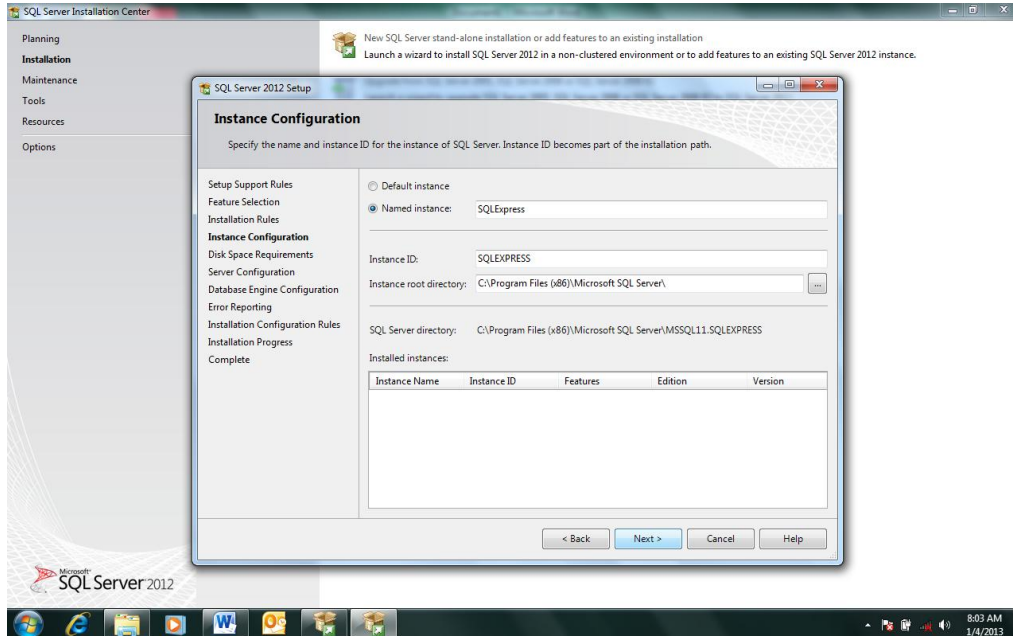 SQL Server Installation Center
Planning
Installation
Maintenance
Tools
Resources
Options
New SQL Server stand-alone installation or add features to an existing installation
Launch a wizard to install SQL Server 2012 in a non-clustered environment or to add features to an existing SQL Server 2012 instance.
SQL Server 2012 Setup
Instance Configuration
Specify the name and instance ID for the instance of SQL Server. Instance ID becomes part of the installation path.
Setup Support Rules
Feature Selection
Installation Rules
Instance Configuration
Disk Space Requirements
Server Configuration
Database Engine Configuration
Error Reporting
Installation Configuration Rules
Installation Progress
Complete
Default instance
Named instance: SQLExpress
Instance ID: SQLEXPRESS
Instance root directory: C:\Program Files (x86)\Microsoft SQL Server\ ...
SQL Server directory: C:\Program Files (x86)\Microsoft SQL Server\MSSQL11.SQLEXPRESS
Installed instances:
Instance Name Instance ID Features Edition Version
< Back Next > Cancel Help
Microsoft
SQL Server 2012
8:03 AM
1/4/2013